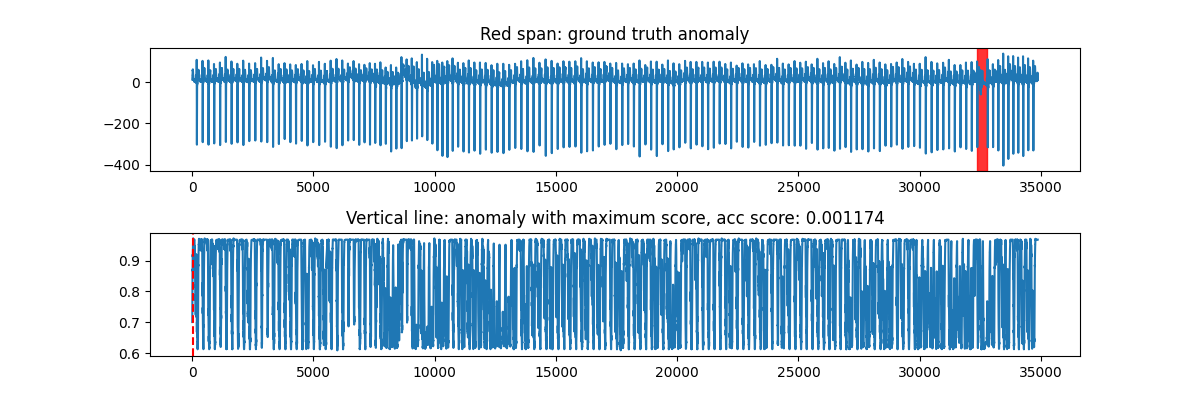 Red span: ground truth anomaly
0
−200
−400
0 5000 10000 15000 20000 25000 30000 35000
Vertical line: anomaly with maximum score, acc score: 0.001174
0.9
0.8
0.7
0.6
0 5000 10000 15000 20000 25000 30000 35000